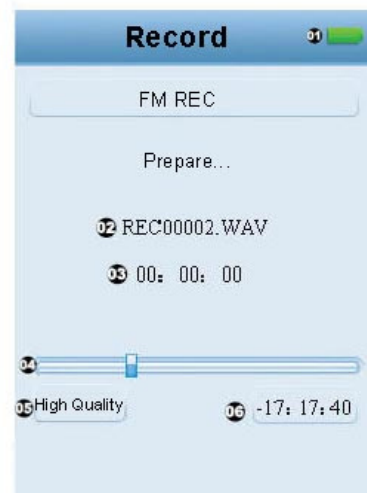 Record 01
FM REC
Prepare...
02 REC00002.WAV
03 00: 00: 00
04
05 High Quality
06 -17: 17: 40